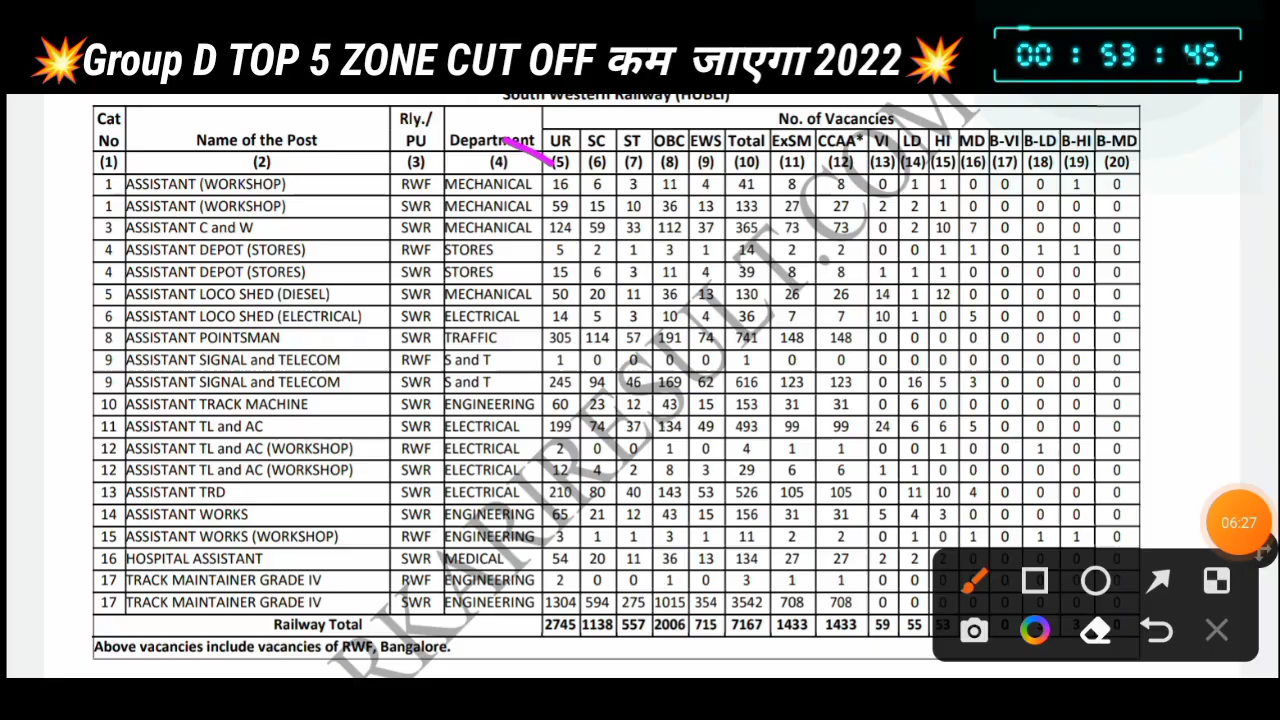 💥Group D TOP 5 ZONE CUT OFF कम जाएगा 2022💥
00 : 53 : 45
South Western Railway (HUBLI)
Cat No | Name of the Post | Rly./ PU | Department | No. of Vacancies
UR | SC | ST | OBC | EWS | Total | ExSM | CCAA* | VI | LD | HI | MD | B-VI | B-LD | B-HI | B-MD
(1) | (2) | (3) | (4) | (5) | (6) | (7) | (8) | (9) | (10) | (11) | (12) | (13) | (14) | (15) | (16) | (17) | (18) | (19) | (20)
1 | ASSISTANT (WORKSHOP) | RWF | MECHANICAL | 16 | 6 | 3 | 11 | 4 | 41 | 8 | 8 | 0 | 1 | 1 | 0 | 0 | 0 | 1 | 0
1 | ASSISTANT (WORKSHOP) | SWR | MECHANICAL | 59 | 15 | 10 | 36 | 13 | 133 | 27 | 27 | 2 | 2 | 1 | 0 | 0 | 0 | 0 | 0
3 | ASSISTANT C and W | SWR | MECHANICAL | 124 | 59 | 33 | 112 | 37 | 365 | 73 | 73 | 0 | 2 | 10 | 7 | 0 | 0 | 0 | 0
4 | ASSISTANT DEPOT (STORES) | RWF | STORES | 5 | 2 | 1 | 3 | 1 | 14 | 2 | 2 | 0 | 0 | 1 | 1 | 0 | 1 | 1 | 0
4 | ASSISTANT DEPOT (STORES) | SWR | STORES | 15 | 6 | 3 | 11 | 4 | 39 | 8 | 8 | 1 | 1 | 1 | 0 | 0 | 0 | 0 | 0
5 | ASSISTANT LOCO SHED (DIESEL) | SWR | MECHANICAL | 50 | 20 | 11 | 36 | 13 | 130 | 26 | 26 | 14 | 1 | 12 | 0 | 0 | 0 | 0 | 0
6 | ASSISTANT LOCO SHED (ELECTRICAL) | SWR | ELECTRICAL | 14 | 5 | 3 | 10 | 4 | 36 | 7 | 7 | 10 | 1 | 0 | 5 | 0 | 0 | 0 | 0
8 | ASSISTANT POINTSMAN | SWR | TRAFFIC | 305 | 114 | 57 | 191 | 74 | 741 | 148 | 148 | 0 | 0 | 0 | 0 | 0 | 0 | 0 | 0
9 | ASSISTANT SIGNAL and TELECOM | RWF | S and T | 1 | 0 | 0 | 0 | 0 | 1 | 0 | 0 | 0 | 0 | 0 | 0 | 0 | 0 | 0 | 0
9 | ASSISTANT SIGNAL and TELECOM | SWR | S and T | 245 | 94 | 46 | 169 | 62 | 616 | 123 | 123 | 0 | 16 | 5 | 3 | 0 | 0 | 0 | 0
10 | ASSISTANT TRACK MACHINE | SWR | ENGINEERING | 60 | 23 | 12 | 43 | 15 | 153 | 31 | 31 | 0 | 6 | 0 | 0 | 0 | 0 | 0 | 0
11 | ASSISTANT TL and AC | SWR | ELECTRICAL | 199 | 74 | 37 | 134 | 49 | 493 | 99 | 99 | 24 | 6 | 6 | 5 | 0 | 0 | 0 | 0
12 | ASSISTANT TL and AC (WORKSHOP) | RWF | ELECTRICAL | 2 | 0 | 0 | 1 | 0 | 4 | 1 | 1 | 0 | 0 | 1 | 0 | 0 | 1 | 0 | 0
12 | ASSISTANT TL and AC (WORKSHOP) | SWR | ELECTRICAL | 12 | 4 | 2 | 8 | 3 | 29 | 6 | 6 | 1 | 1 | 0 | 0 | 0 | 0 | 0 | 0
13 | ASSISTANT TRD | SWR | ELECTRICAL | 210 | 80 | 40 | 143 | 53 | 526 | 105 | 105 | 0 | 11 | 10 | 4 | 0 | 0 | 0 | 0
14 | ASSISTANT WORKS | SWR | ENGINEERING | 65 | 21 | 12 | 43 | 15 | 156 | 31 | 31 | 5 | 4 | 3 | 0 | 0 | 0 | 0 | 0
15 | ASSISTANT WORKS (WORKSHOP) | RWF | ENGINEERING | 3 | 1 | 1 | 3 | 1 | 11 | 2 | 2 | 0 | 1 | 0 | 1 | 0 | 1 | 1 | 0
16 | HOSPITAL ASSISTANT | SWR | MEDICAL | 54 | 20 | 11 | 36 | 13 | 134 | 27 | 27 | 2 | 2 | 2 | 0 | 0 | 0 | 0 | 0
17 | TRACK MAINTAINER GRADE IV | RWF | ENGINEERING | 2 | 0 | 0 | 1 | 0 | 3 | 1 | 1 | 0 | 0
17 | TRACK MAINTAINER GRADE IV | SWR | ENGINEERING | 1304 | 594 | 275 | 1015 | 354 | 3542 | 708 | 708 | 0 | 0
Railway Total | 2745 | 1138 | 557 | 2006 | 715 | 7167 | 1433 | 1433 | 59 | 55 | 53
Above vacancies include vacancies of RWF, Bangalore.
RKARIRESULT.COM
06:27